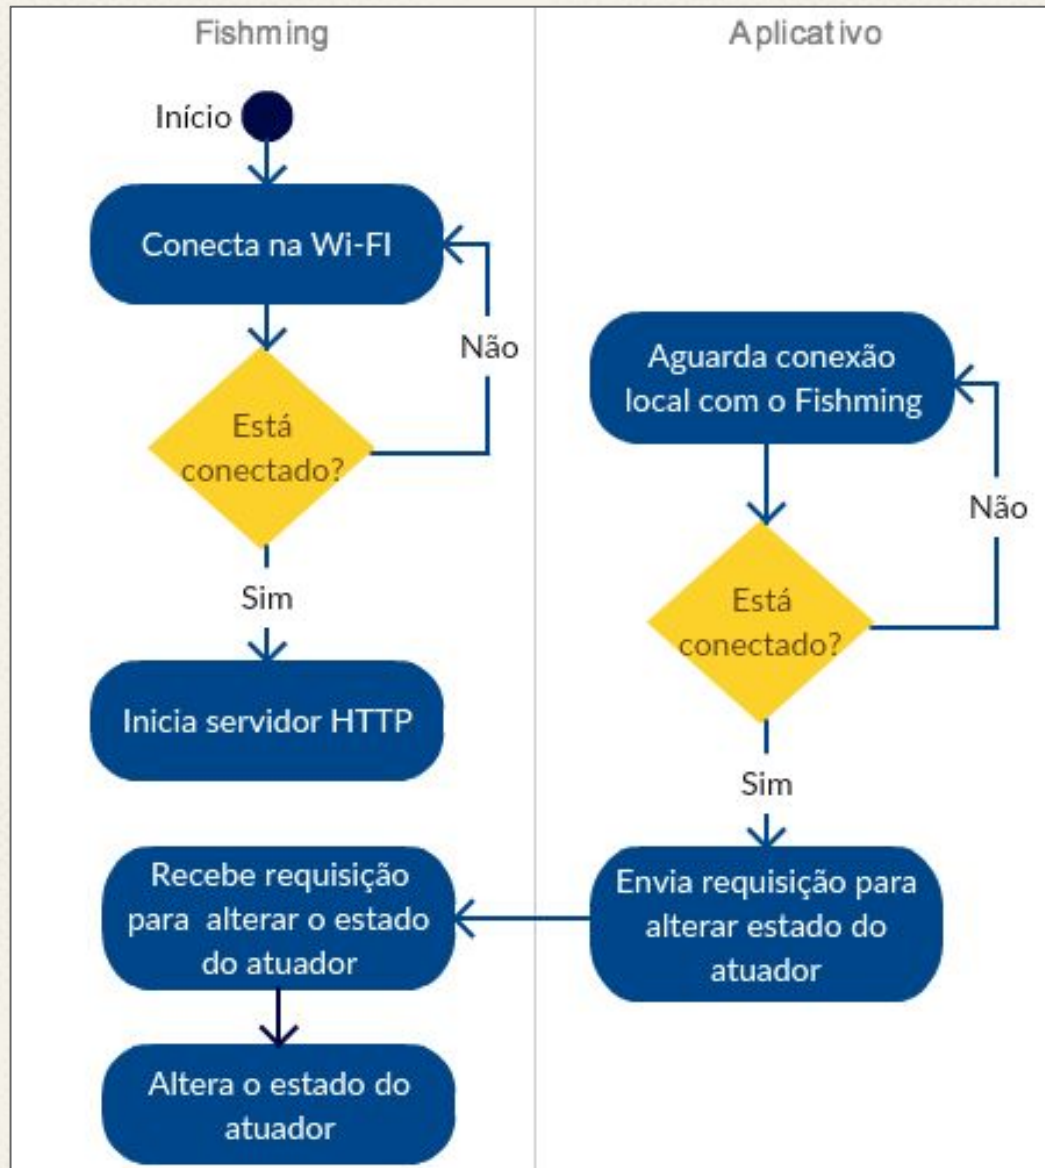 Fishming
Aplicativo
Início
Conecta na Wi-FI
Não
Está
conectado?
Sim
Inicia servidor HTTP
Aguarda conexão
local com o Fishming
Não
Está
conectado?
Sim
Envia requisição para
alterar estado do
atuador
Recebe requisição
para alterar o estado
do atuador
Altera o estado do
atuador